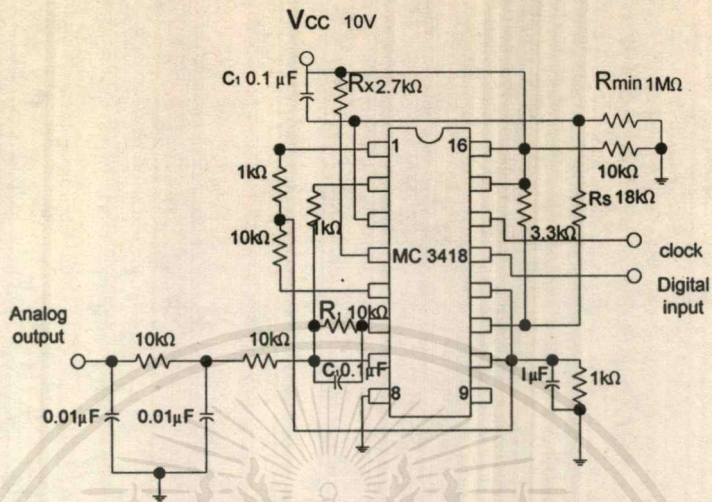 Vcc 10V
C1 0.1 μF
Rx 2.7kΩ
Rmin 1MΩ
1
16
1kΩ
10kΩ
Rs 18kΩ
1kΩ
3.3kΩ
10kΩ
MC 3418
clock
Digital
input
R1 10kΩ
Analog
output
10kΩ
10kΩ
0.1μF
1μF
1kΩ
0.01μF
0.01μF
8
9